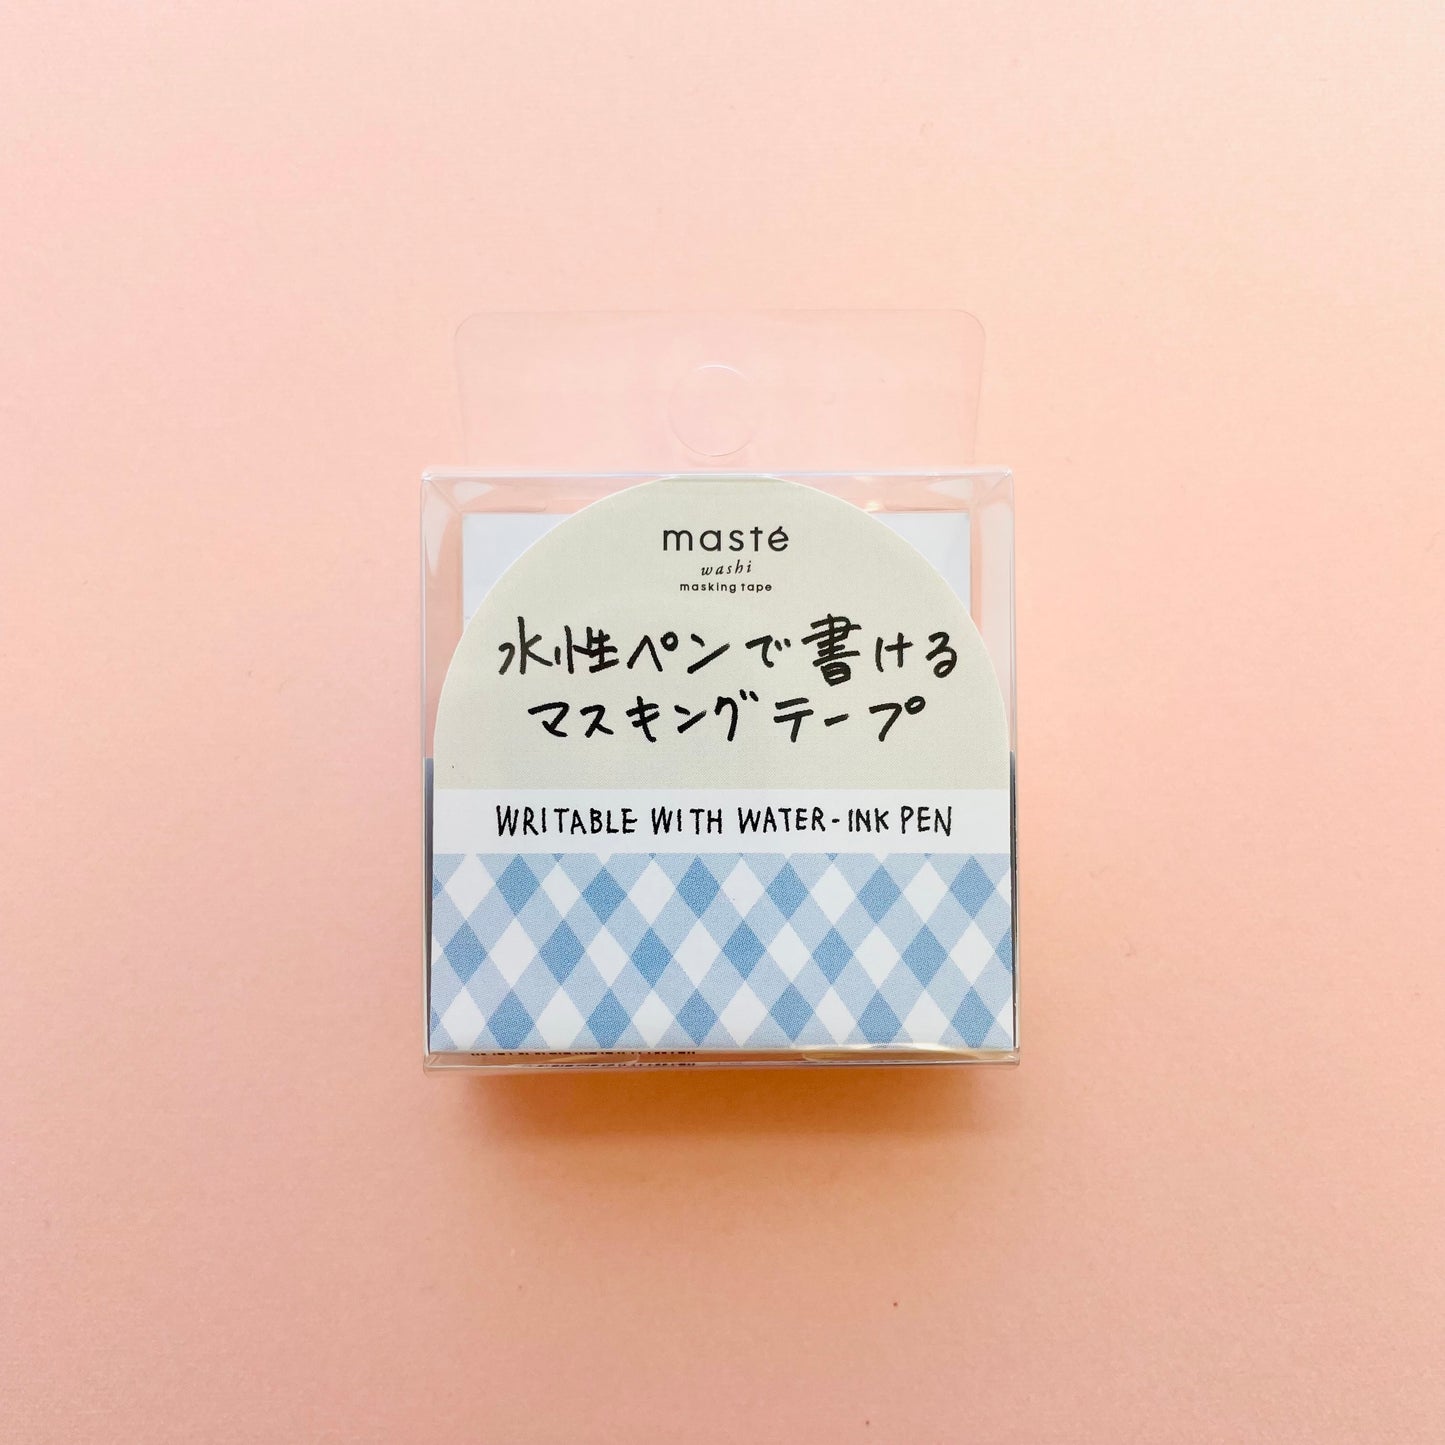 masté
washi
masking tape
水性ペンで書ける
マスキングテープ
WRITABLE WITH WATER-INK PEN